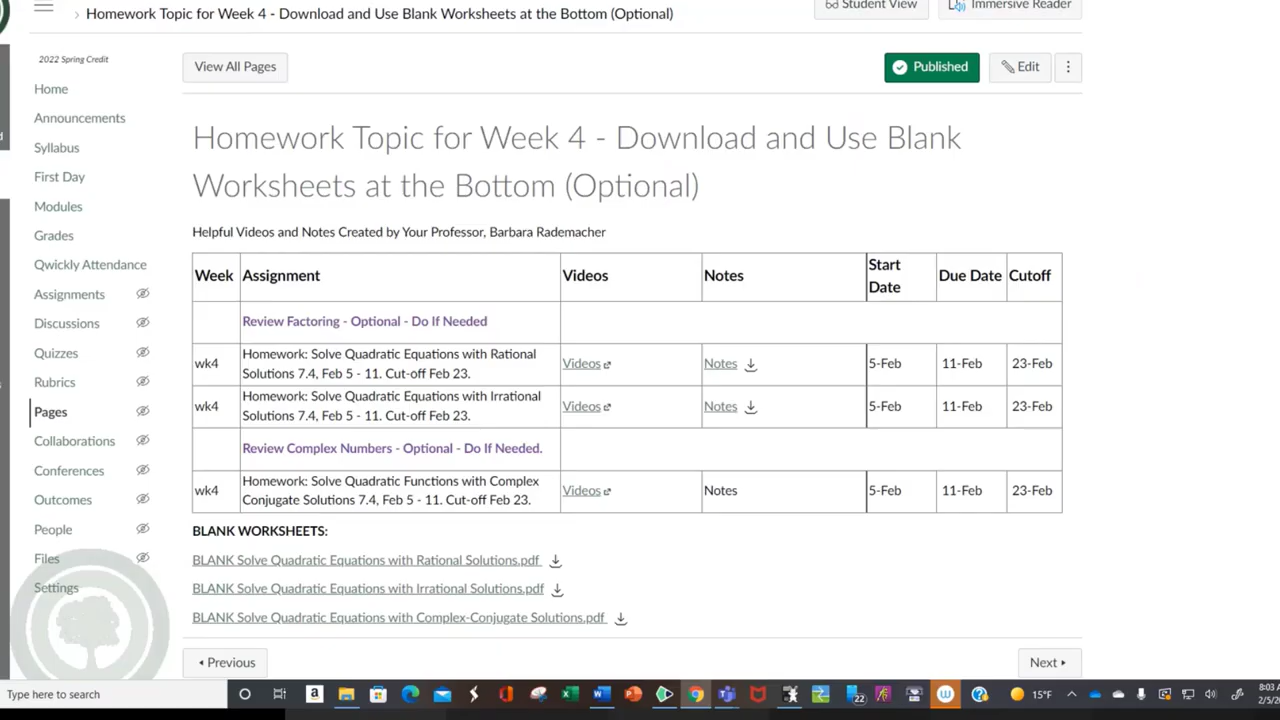 Homework Topic for Week 4 - Download and Use Blank Worksheets at the Bottom (Optional)
Student View
Immersive Reader
2022 Spring Credit
Home
Announcements
Syllabus
First Day
Modules
Grades
Qwickly Attendance
Assignments
Discussions
Quizzes
Rubrics
Pages
Collaborations
Conferences
Outcomes
People
Files
Settings
View All Pages
Published
Edit
Homework Topic for Week 4 - Download and Use Blank
Worksheets at the Bottom (Optional)
Helpful Videos and Notes Created by Your Professor, Barbara Rademacher
Week Assignment Videos Notes Start Date Due Date Cutoff
Review Factoring - Optional - Do If Needed
wk4 Homework: Solve Quadratic Equations with Rational
Solutions 7.4, Feb 5 - 11. Cut-off Feb 23. Videos Notes 5-Feb 11-Feb 23-Feb
wk4 Homework: Solve Quadratic Equations with Irrational
Solutions 7.4, Feb 5 - 11. Cut-off Feb 23. Videos Notes 5-Feb 11-Feb 23-Feb
Review Complex Numbers - Optional - Do If Needed.
wk4 Homework: Solve Quadratic Functions with Complex
Conjugate Solutions 7.4, Feb 5 - 11. Cut-off Feb 23. Videos Notes 5-Feb 11-Feb 23-Feb
BLANK WORKSHEETS:
BLANK Solve Quadratic Equations with Rational Solutions.pdf
BLANK Solve Quadratic Equations with Irrational Solutions.pdf
BLANK Solve Quadratic Equations with Complex-Conjugate Solutions.pdf
Previous
Next
Type here to search
22
15°F
8:03